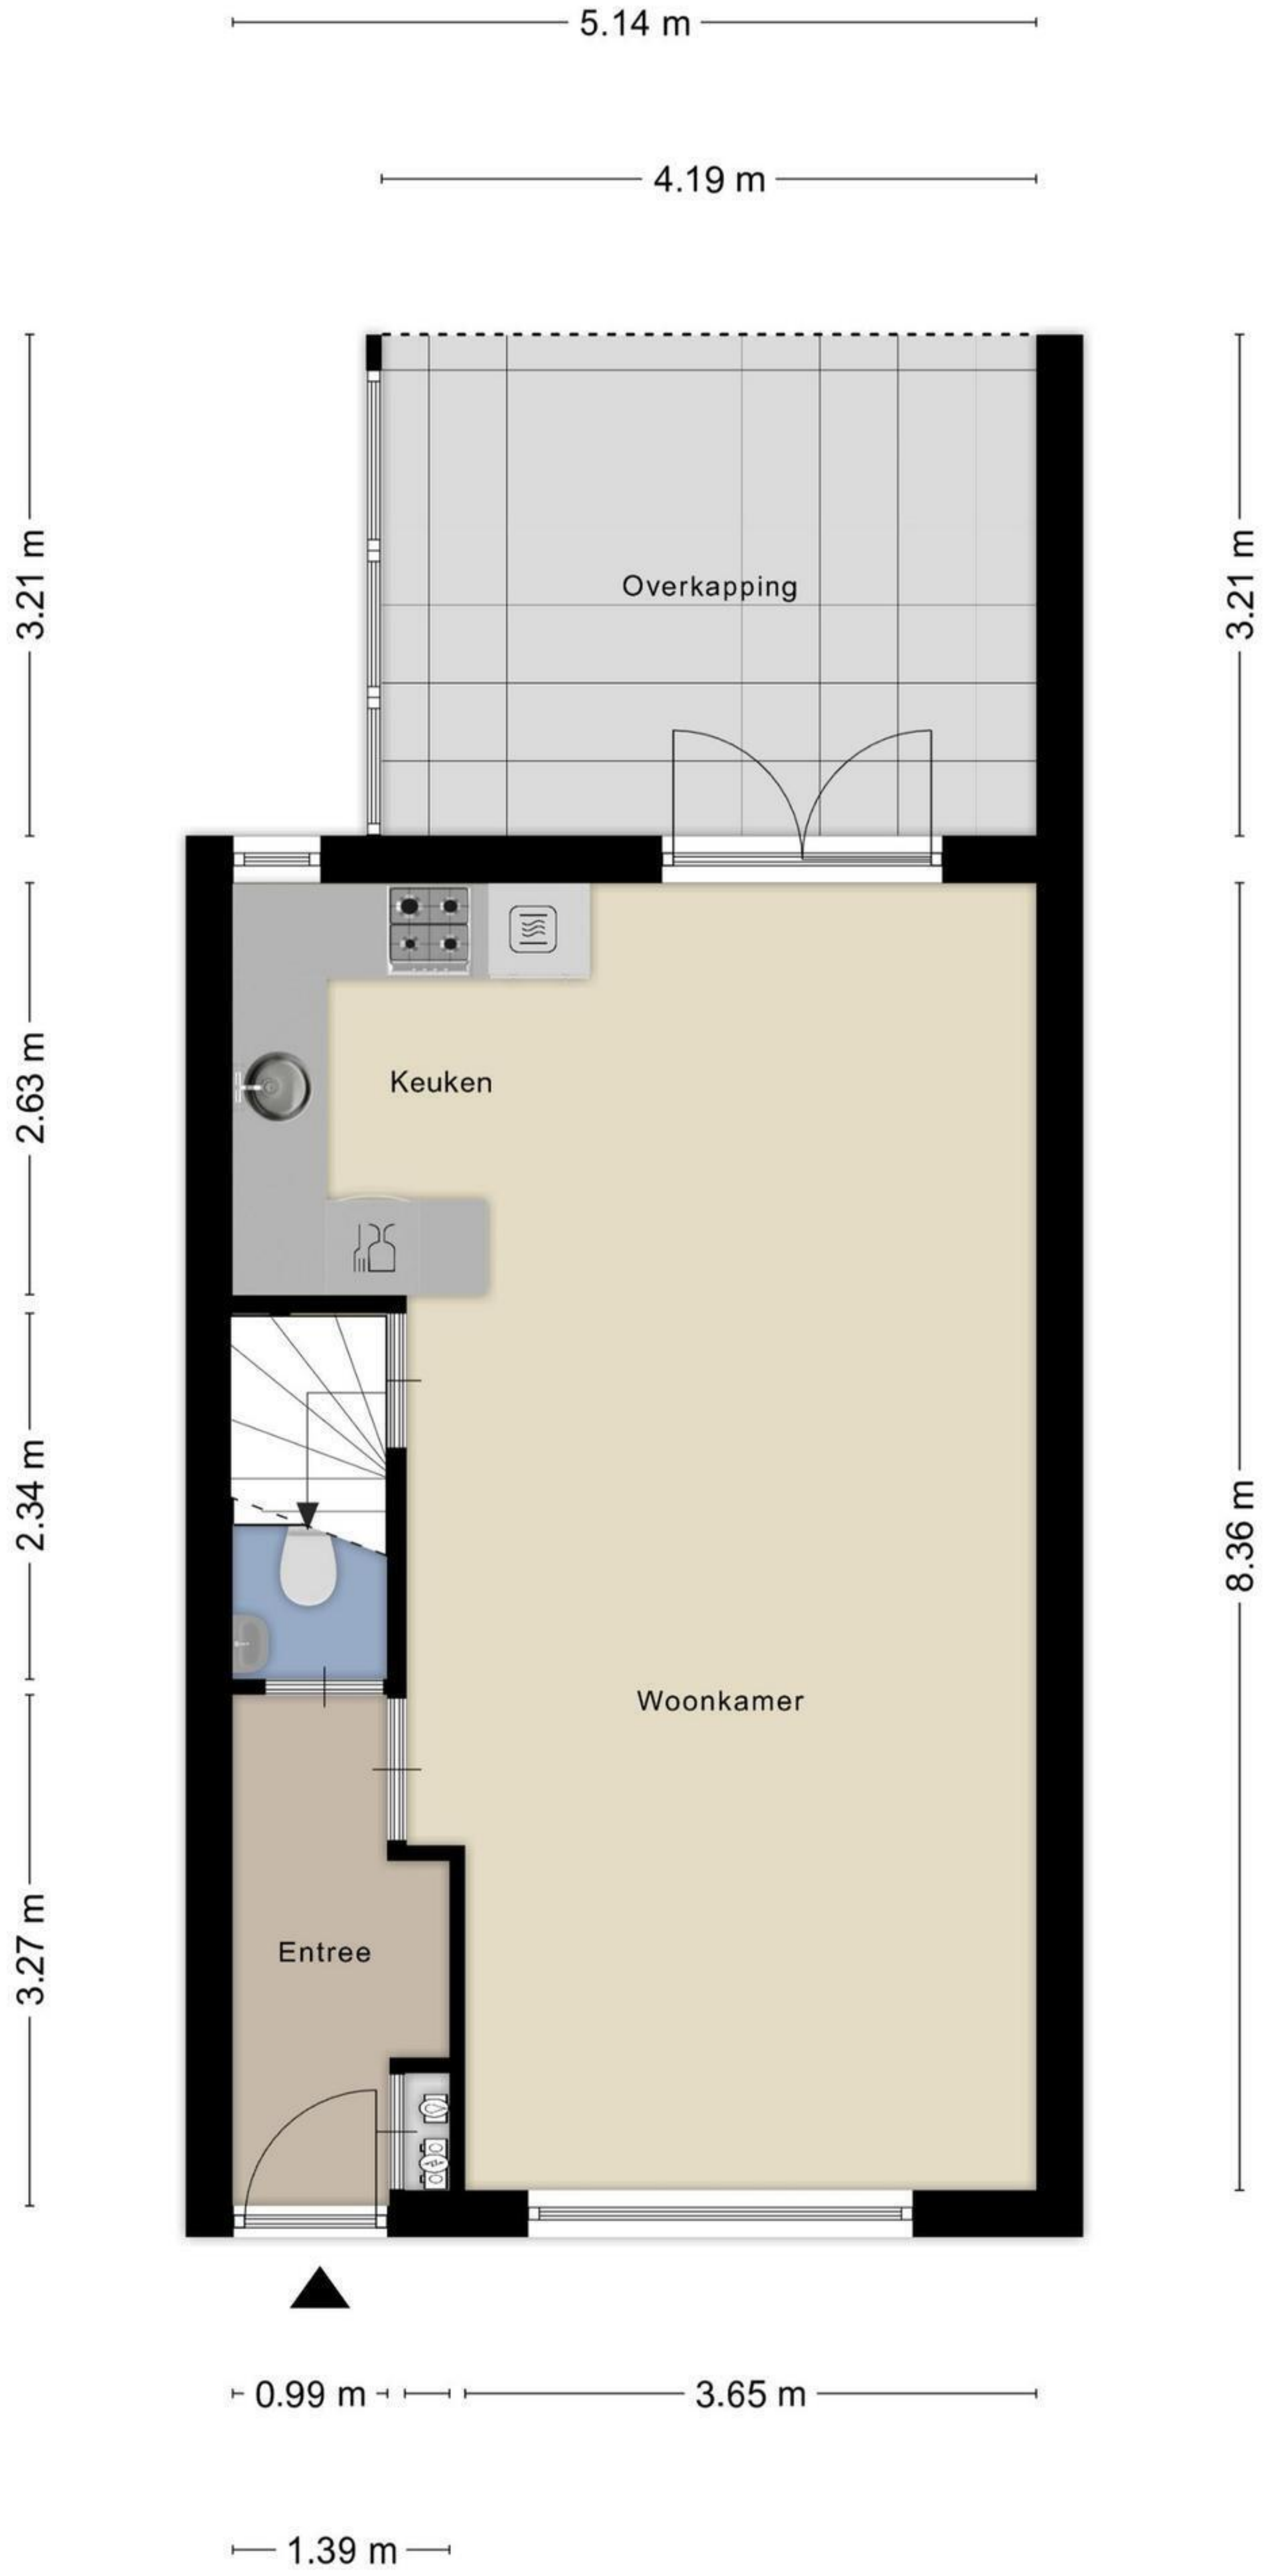 5.14 m
4.19 m
3.21 m
3.21 m
Overkapping
2.63 m
Keuken
2.34 m
8.36 m
Woonkamer
3.27 m
Entree
0.99 m
3.65 m
1.39 m